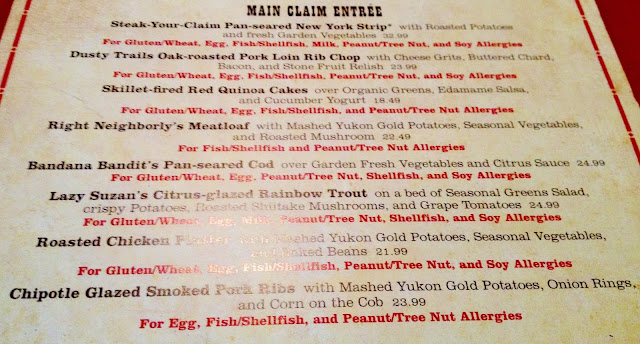 MAIN CLAIM ENTRÉE
Steak-Your-Claim Pan-seared New York Strip* with Roasted Potatoes
and fresh Garden Vegetables 32.99
For Gluten/Wheat, Egg, Fish/Shellfish, Milk, Peanut/Tree Nut, and Soy Allergies
Dusty Trails Oak-roasted Pork Loin Rib Chop with Cheese Grits, Buttered Chard,
Bacon, and Stone Fruit Relish 23.99
For Gluten/Wheat, Egg, Fish/Shellfish, Peanut/Tree Nut, and Soy Allergies
Skillet-fired Red Quinoa Cakes over Organic Greens, Edamame Salsa,
and Cucumber Yogurt 18.49
For Gluten/Wheat, Egg, Fish/Shellfish, and Peanut/Tree Nut Allergies
Right Neighborly's Meatloaf with Mashed Yukon Gold Potatoes, Seasonal Vegetables,
and Roasted Mushroom 22.49
For Fish/Shellfish and Peanut/Tree Nut Allergies
Bandana Bandit's Pan-seared Cod over Garden Fresh Vegetables and Citrus Sauce 24.99
For Gluten/Wheat, Egg, Peanut/Tree Nut, Shellfish, and Soy Allergies
Lazy Suzan's Citrus-glazed Rainbow Trout on a bed of Seasonal Greens Salad,
crispy Potatoes, Roasted Shiitake Mushrooms, and Grape Tomatoes 24.99
For Gluten/Wheat, Egg, Milk, Peanut/Tree Nut, Shellfish, and Soy Allergies
Roasted Chicken Platter with Mashed Yukon Gold Potatoes, Seasonal Vegetables,
and Baked Beans 21.99
For Gluten/Wheat, Egg, Fish/Shellfish, Peanut/Tree Nut, and Soy Allergies
Chipotle Glazed Smoked Pork Ribs with Mashed Yukon Gold Potatoes, Onion Rings,
and Corn on the Cob 23.99
For Egg, Fish/Shellfish, and Peanut/Tree Nut Allergies